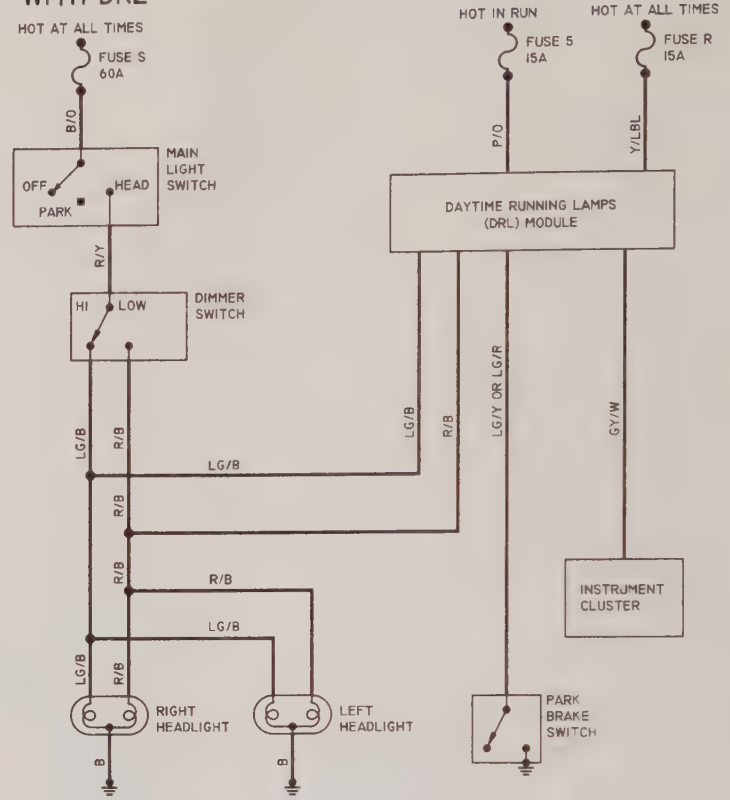 WITH DRL
HOT AT ALL TIMES
FUSE S
60A
HOT IN RUN
FUSE 5
15A
HOT AT ALL TIMES
FUSE R
15A
B/O
P/O
Y/LBL
MAIN
LIGHT
SWITCH
OFF
HEAD
PARK
DAYTIME RUNNING LAMPS
(DRL) MODULE
R/Y
HI
LOW
DIMMER
SWITCH
LG/B
R/B
LG/B
R/B
LG/Y OR LG/R
GY/W
LG/B
R/B
R/B
R/B
LG/B
INSTRUMENT
CLUSTER
LG/B
R/B
RIGHT
HEADLIGHT
LEFT
HEADLIGHT
PARK
BRAKE
SWITCH
B
B